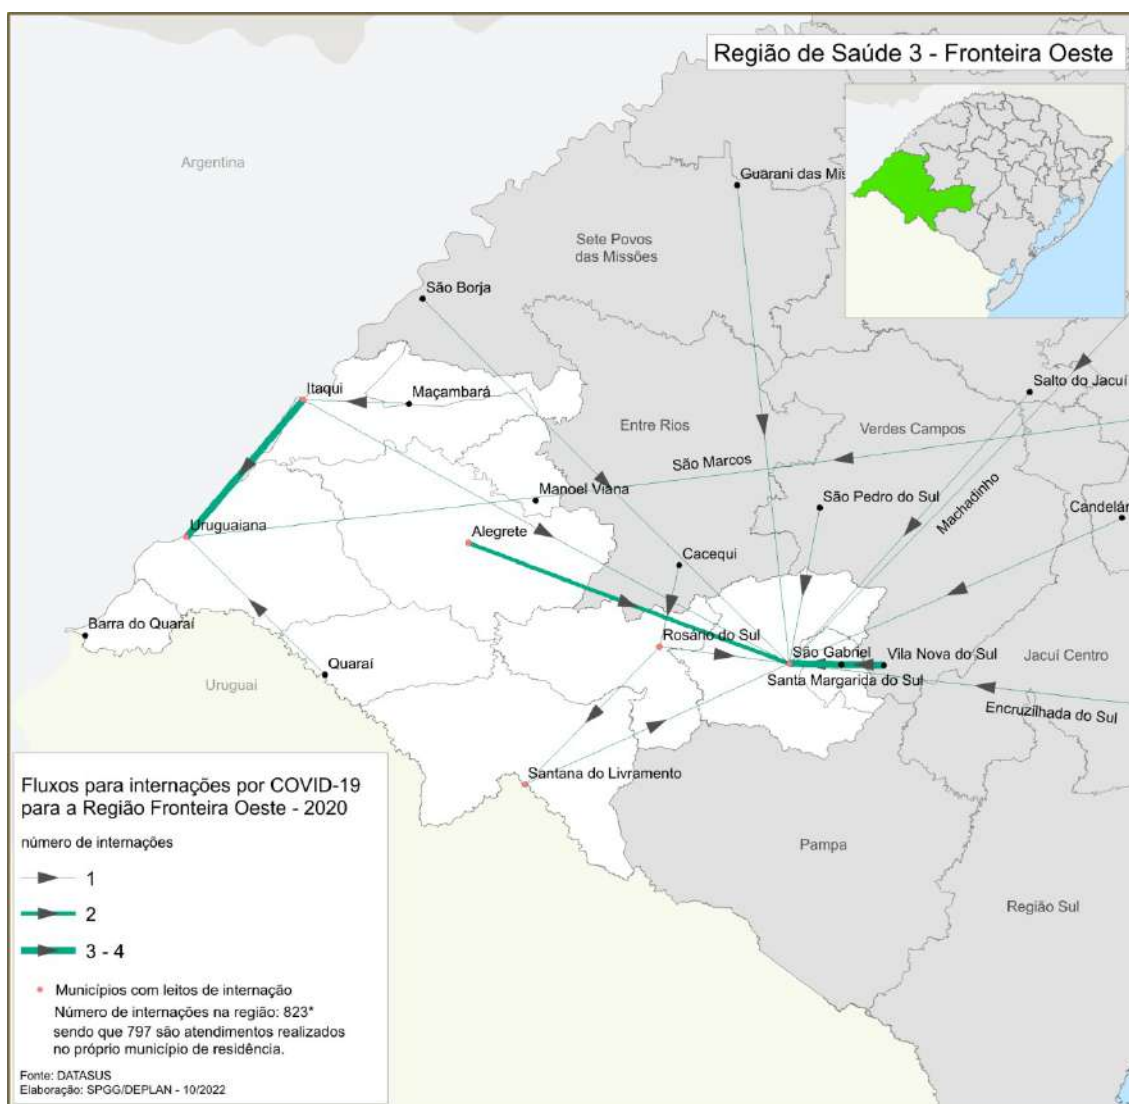 Região de Saúde 3 - Fronteira Oeste
Argentina
Guarani das Mis
Sete Povos
das Missões
São Borja
Itaqui
Maçambará
Salto do Jacuí
Entre Rios
Verdes Campos
São Marcos
Manoel Viana
São Pedro do Sul
Machadinho
Candelár
Uruguaiana
Alegrete
Cacequi
Barra do Quaraí
Rosário do Sul
São Gabriel
Vila Nova do Sul
Jacuí Centro
Quaraí
Santa Margarida do Sul
Uruguai
Encruzilhada do Sul
Santana do Livramento
Pampa
Região Sul
Fluxos para internações por COVID-19
para a Região Fronteira Oeste - 2020
número de internações
1
2
3 - 4
Municípios com leitos de internação
Número de internações na região: 823*
sendo que 797 são atendimentos realizados
no próprio município de residência.
Fonte: DATASUS
Elaboração: SPGG/DEPLAN - 10/2022